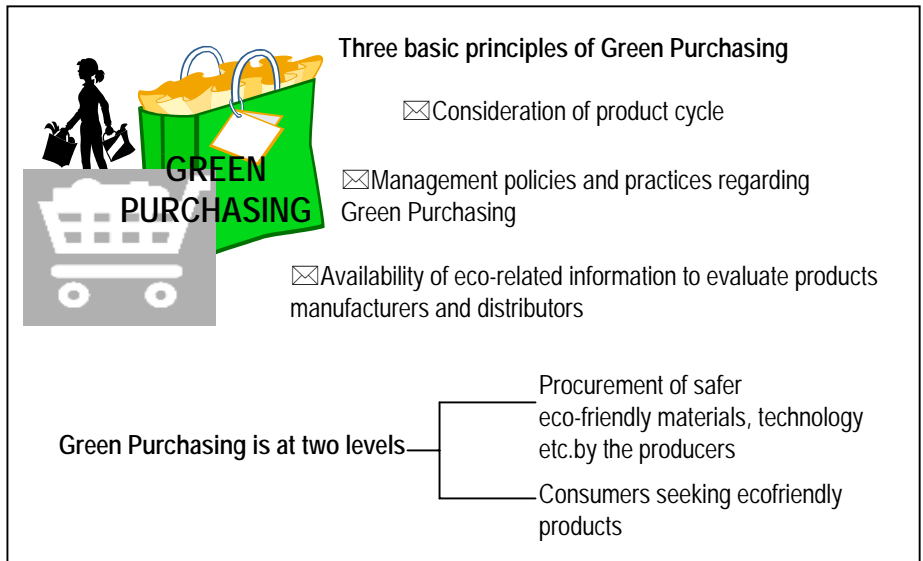 Three basic principles of Green Purchasing
✉Consideration of product cycle
GREEN
PURCHASING
✉Management policies and practices regarding
Green Purchasing
✉Availability of eco-related information to evaluate products
manufacturers and distributors
Green Purchasing is at two levels
Procurement of safer
eco-friendly materials, technology
etc.by the producers
Consumers seeking ecofriendly
products